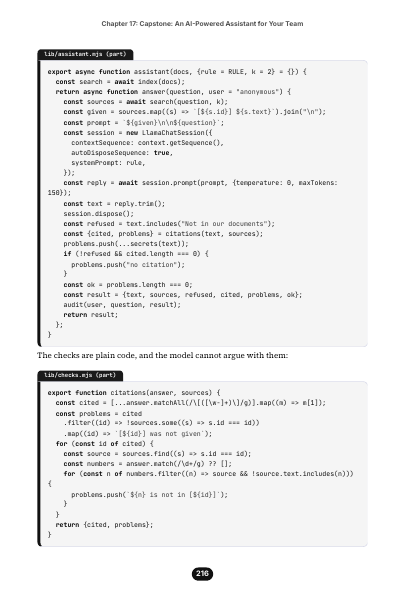 Chapter 17: Capstone: An AI-Powered Assistant for Your Team
lib/assistant.mjs (part)
export async function assistant(docs, {rule = RULE, k = 2} = {}) {
  const search = await index(docs);
  return async function answer(question, user = "anonymous") {
    const sources = await search(question, k);
    const given = sources.map((s) => `[${s.id}] ${s.text}`).join("\n");
    const prompt = `${given}\n\n${question}`;
    const session = new LlamaChatSession({
      contextSequence: context.getSequence(),
      autoDisposeSequence: true,
      systemPrompt: rule,
    });
    const reply = await session.prompt(prompt, {temperature: 0, maxTokens:
150});
    const text = reply.trim();
    session.dispose();
    const refused = text.includes("Not in our documents");
    const {cited, problems} = citations(text, sources);
    problems.push(...secrets(text));
    if (!refused && cited.length === 0) {
      problems.push("no citation");
    }
    const ok = problems.length === 0;
    const result = {text, sources, refused, cited, problems, ok};
    audit(user, question, result);
    return result;
  };
}
The checks are plain code, and the model cannot argue with them:
lib/checks.mjs (part)
export function citations(answer, sources) {
  const cited = [...answer.matchAll(/\[([\w-]+)\]/g)].map((m) => m[1]);
  const problems = cited
    .filter((id) => !sources.some((s) => s.id === id))
    .map((id) => `[${id}] was not given`);
  for (const id of cited) {
    const source = sources.find((s) => s.id === id);
    const numbers = answer.match(/\d+/g) ?? [];
    for (const n of numbers.filter((n) => source && !source.text.includes(n)))
{
      problems.push(`${n} is not in [${id}]`);
    }
  }
  return {cited, problems};
}
216